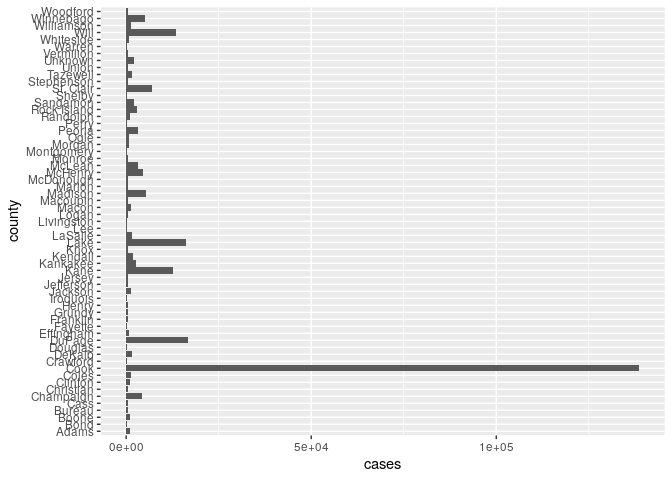 Woodford
Winnebago
Williamson
Will
Whiteside
Warren
Vermilion
Unknown
Union
Tazewell
Stephenson
St. Clair
Shelby
Sangamon
Rock Island
Randolph
Perry
Peoria
Ogle
Morgan
Montgomery
Monroe
McLean
McHenry
McDonough
Marion
Madison
Macoupin
Macon
Logan
Livingston
Lee
LaSalle
Lake
Knox
Kendall
Kankakee
Kane
Jersey
Jefferson
Jackson
Iroquois
Henry
Grundy
Franklin
Fayette
Effingham
DuPage
Douglas
DeKalb
Crawford
Cook
Coles
Clinton
Christian
Champaign
Cass
Bureau
Boone
Bond
Adams
county
0e+00 5e+04 1e+05
cases